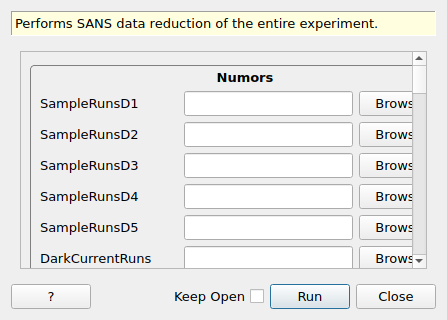 Performs SANS data reduction of the entire experiment.
Numors
SampleRunsD1 Brows
SampleRunsD2 Brows
SampleRunsD3 Brows
SampleRunsD4 Brows
SampleRunsD5 Brows
DarkCurrentRuns Brows
? Keep Open Run Close